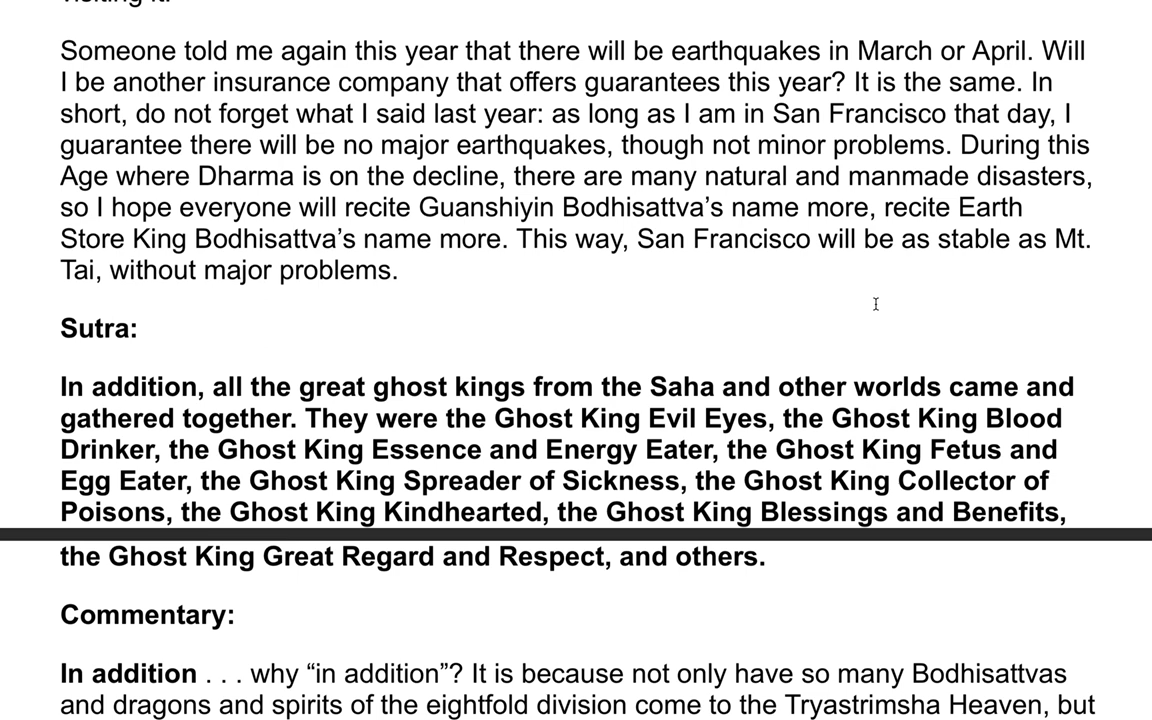 Someone told me again this year that there will be earthquakes in March or April. Will
I be another insurance company that offers guarantees this year? It is the same. In
short, do not forget what I said last year: as long as I am in San Francisco that day, I
guarantee there will be no major earthquakes, though not minor problems. During this
Age where Dharma is on the decline, there are many natural and manmade disasters,
so I hope everyone will recite Guanshiyin Bodhisattva’s name more, recite Earth
Store King Bodhisattva’s name more. This way, San Francisco will be as stable as Mt.
Tai, without major problems.
Sutra:
In addition, all the great ghost kings from the Saha and other worlds came and
gathered together. They were the Ghost King Evil Eyes, the Ghost King Blood
Drinker, the Ghost King Essence and Energy Eater, the Ghost King Fetus and
Egg Eater, the Ghost King Spreader of Sickness, the Ghost King Collector of
Poisons, the Ghost King Kindhearted, the Ghost King Blessings and Benefits,
the Ghost King Great Regard and Respect, and others.
Commentary:
In addition . . . why “in addition”? It is because not only have so many Bodhisattvas
and dragons and spirits of the eightfold division come to the Tryastrimsha Heaven, but